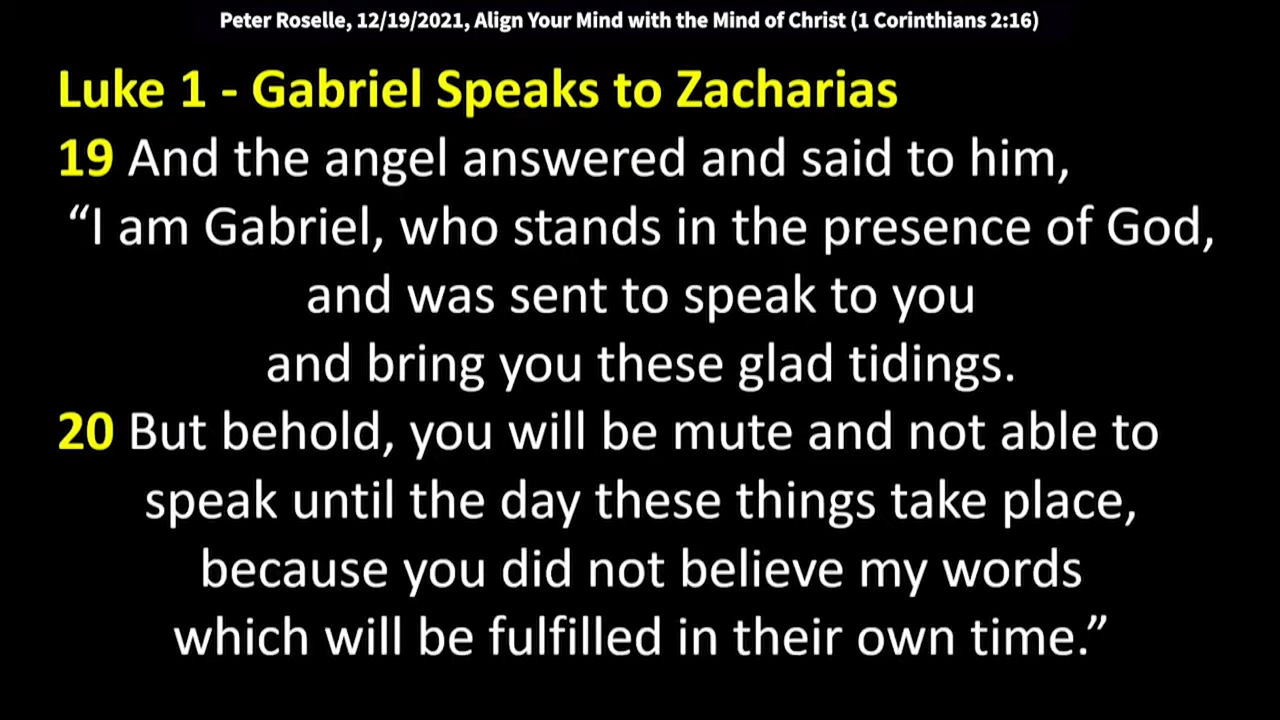 Peter Roselle, 12/19/2021, Align Your Mind with the Mind of Christ (1 Corinthians 2:16)
Luke 1 - Gabriel Speaks to Zacharias
19 And the angel answered and said to him,
“I am Gabriel, who stands in the presence of God,
and was sent to speak to you
and bring you these glad tidings.
20 But behold, you will be mute and not able to
speak until the day these things take place,
because you did not believe my words
which will be fulfilled in their own time.”